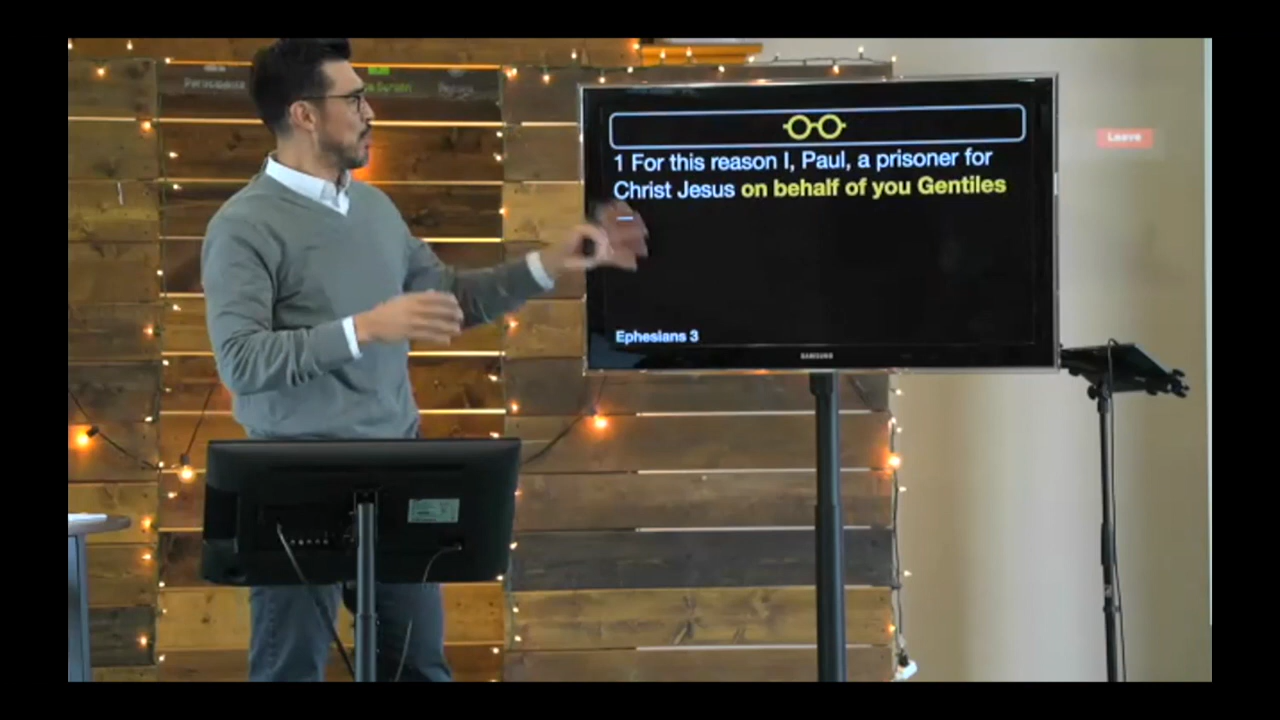 1 For this reason I, Paul, a prisoner for
Christ Jesus on behalf of you Gentiles
—
Ephesians 3
SAMSUNG
Leave